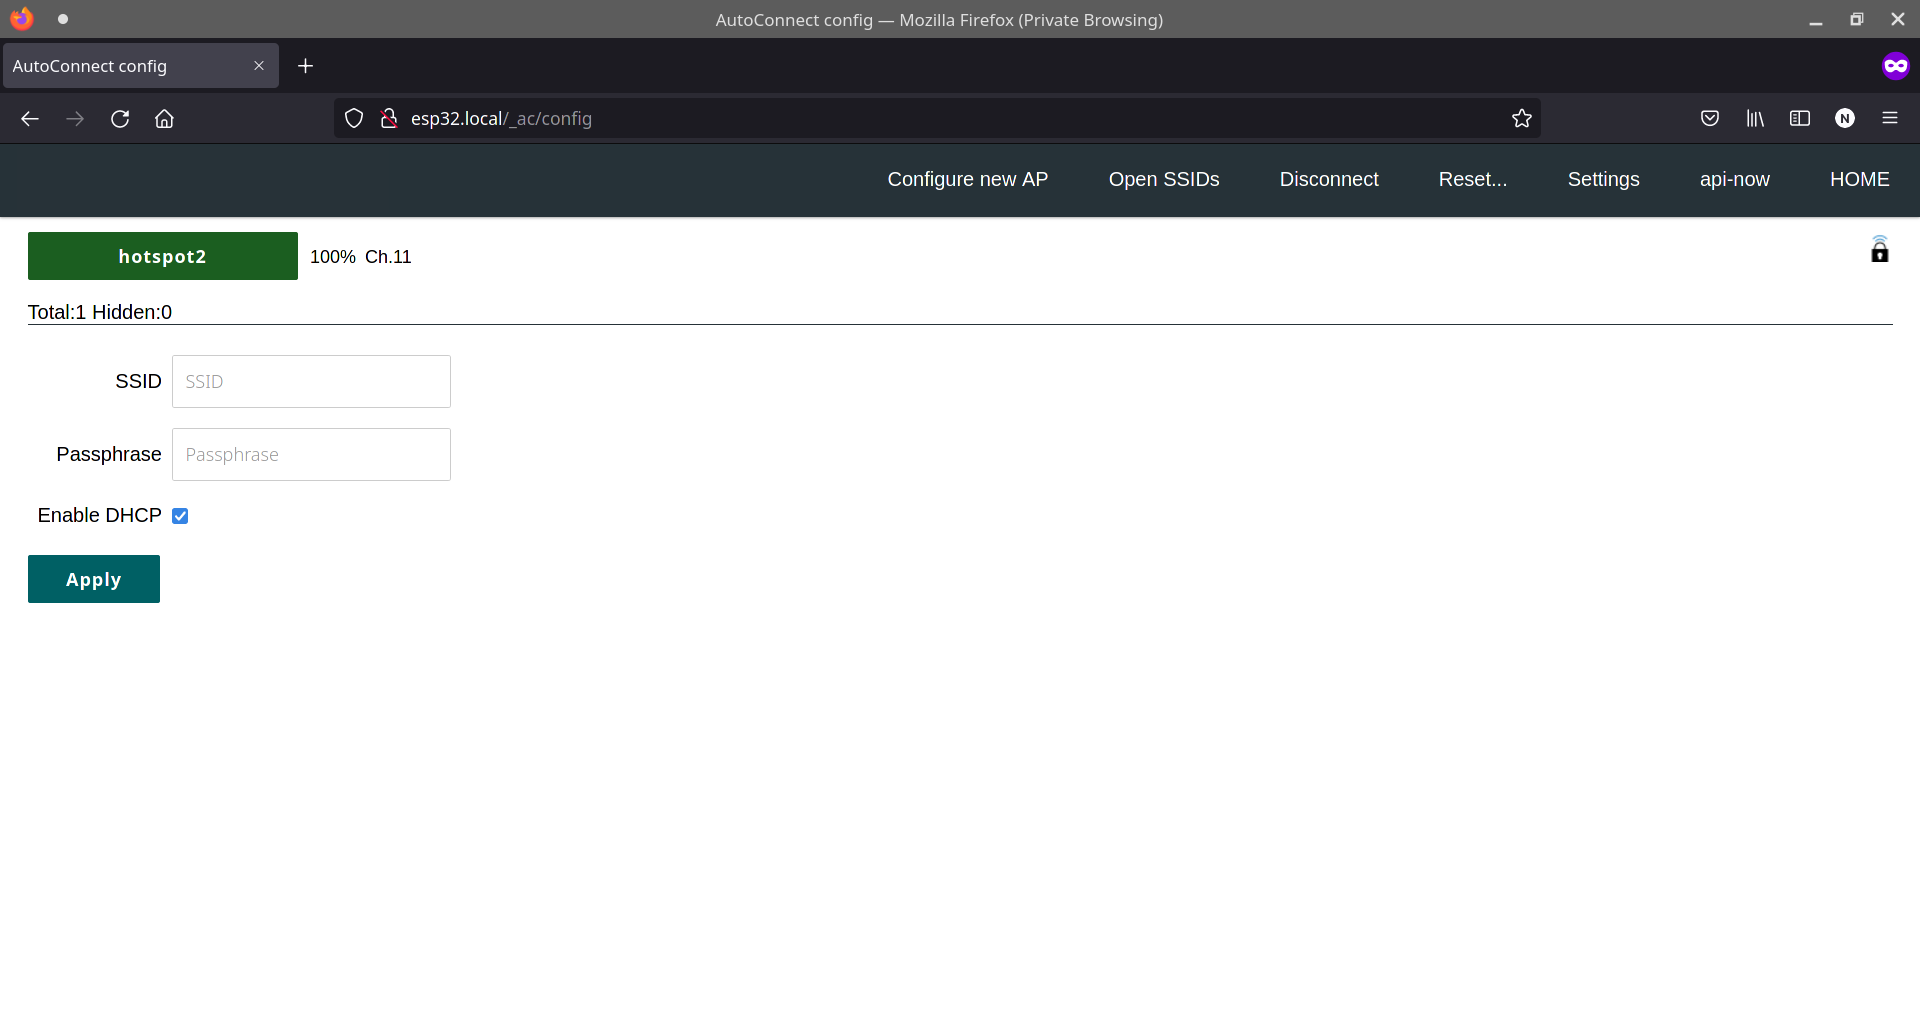 AutoConnect config — Mozilla Firefox (Private Browsing)
AutoConnect config
esp32.local/_ac/config
N
Configure new AP Open SSIDs Disconnect Reset... Settings api-now HOME
hotspot2 100% Ch.11
Total:1 Hidden:0
SSID SSID
Passphrase Passphrase
Enable DHCP
Apply